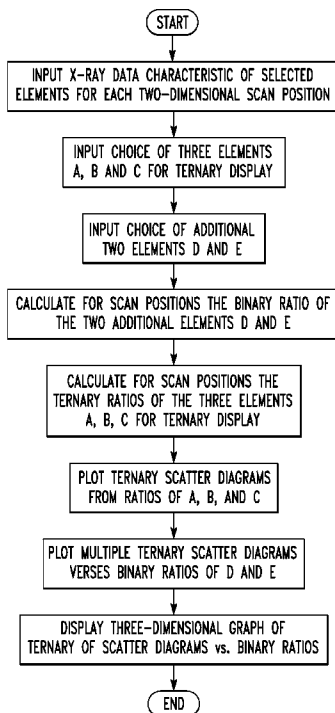 START
INPUT X-RAY DATA CHARACTERISTIC OF SELECTED
ELEMENTS FOR EACH TWO-DIMENSIONAL SCAN POSITION
INPUT CHOICE OF THREE ELEMENTS
A, B AND C FOR TERNARY DISPLAY
INPUT CHOICE OF ADDITIONAL
TWO ELEMENTS D AND E
CALCULATE FOR SCAN POSITIONS THE BINARY RATIO OF
THE TWO ADDITIONAL ELEMENTS D AND E
CALCULATE FOR SCAN POSITIONS THE
TERNARY RATIOS OF THE THREE ELEMENTS
A, B, C FOR TERNARY DISPLAY
PLOT TERNARY SCATTER DIAGRAMS
FROM RATIOS OF A, B, AND C
PLOT MULTIPLE TERNARY SCATTER DIAGRAMS
VERSES BINARY RATIOS OF D AND E
DISPLAY THREE-DIMENSIONAL GRAPH OF
TERNARY OF SCATTER DIAGRAMS vs. BINARY RATIOS
END